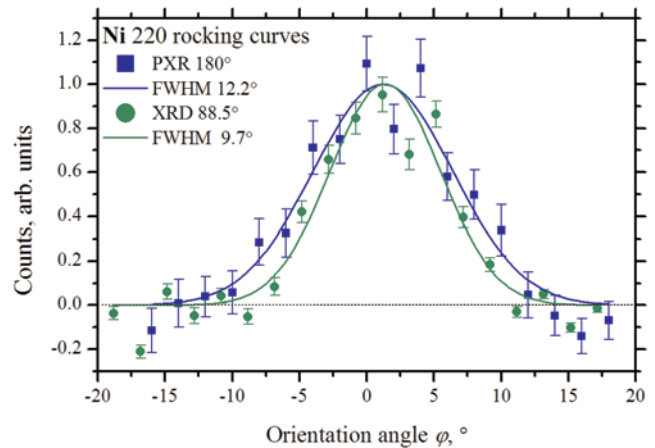 Ni 220 rocking curves
PXR 180°
FWHM 12.2°
XRD 88.5°
FWHM 9.7°
1.2
1.0
0.8
0.6
0.4
0.2
0.0
-0.2
Counts, arb. units
-20 -15 -10 -5 0 5 10 15 20
Orientation angle φ, °